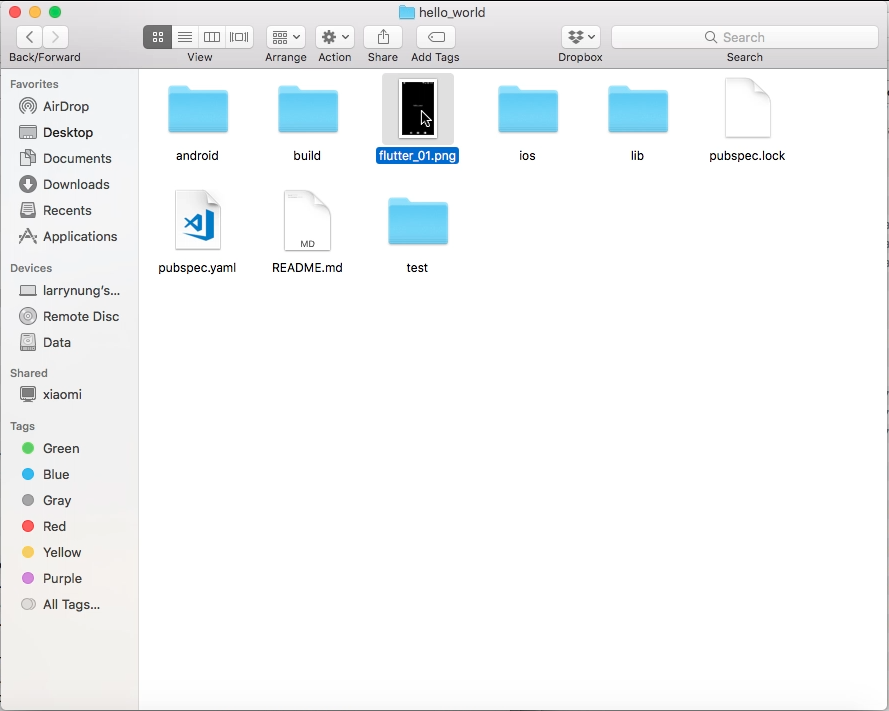 hello_world
Back/Forward
View
Arrange
Action
Share
Add Tags
Dropbox
Search
Search
Favorites
AirDrop
Desktop
Documents
Downloads
Recents
Applications
Devices
larrynung's...
Remote Disc
Data
Shared
xiaomi
Tags
Green
Blue
Gray
Red
Yellow
Purple
All Tags...
android
build
flutter_01.png
ios
lib
pubspec.lock
pubspec.yaml
MD
README.md
test